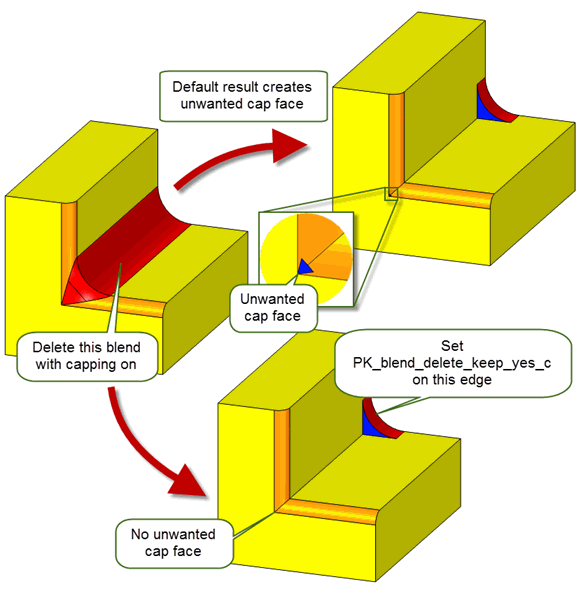 Default result creates
unwanted cap face
Unwanted
cap face
Delete this blend
with capping on
Set
PK_blend_delete_keep_yes_c
on this edge
No unwanted
cap face